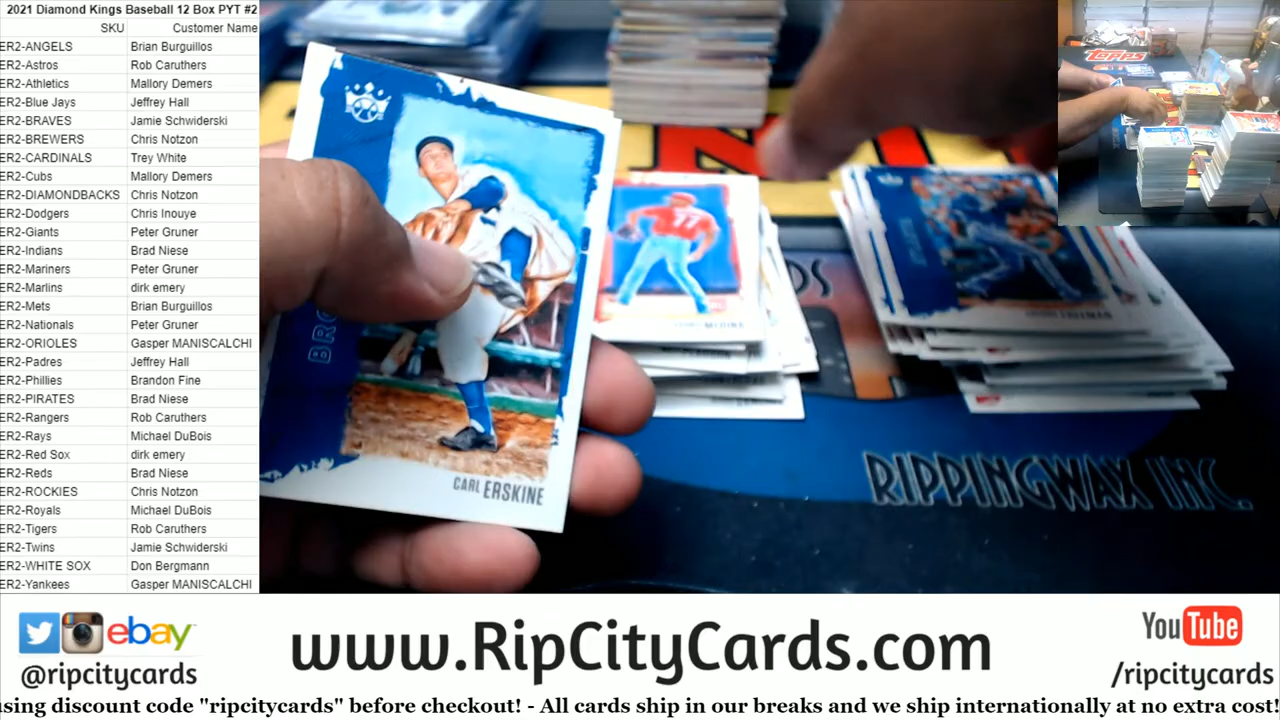 2021 Diamond Kings Baseball 12 Box PYT #2
SKU Customer Name
ER2-ANGELS Brian Burguillos
ER2-Astros Rob Caruthers
ER2-Athletics Mallory Demers
ER2-Blue Jays Jeffrey Hall
ER2-BRAVES Jamie Schwiderski
ER2-BREWERS Chris Notzon
ER2-CARDINALS Trey White
ER2-Cubs Mallory Demers
ER2-DIAMONDBACKS Chris Notzon
ER2-Dodgers Chris Inouye
ER2-Giants Peter Gruner
ER2-Indians Brad Niese
ER2-Mariners Peter Gruner
ER2-Marlins dirk emery
ER2-Mets Brian Burguillos
ER2-Nationals Peter Gruner
ER2-ORIOLES Gasper MANISCALCHI
ER2-Padres Jeffrey Hall
ER2-Phillies Brandon Fine
ER2-PIRATES Brad Niese
ER2-Rangers Rob Caruthers
ER2-Rays Michael DuBois
ER2-Red Sox dirk emery
ER2-Reds Brad Niese
ER2-ROCKIES Chris Notzon
ER2-Royals Michael DuBois
ER2-Tigers Rob Caruthers
ER2-Twins Jamie Schwiderski
ER2-WHITE SOX Don Bergmann
ER2-Yankees Gasper MANISCALCHI
TOPPS
BRO
CARL ERSKINE
77
MEDINA
FREEMAN
RIPPINGWAX INC.
ebay
@ripcitycards
www.RipCityCards.com
YouTube
/ripcitycards
using discount code "ripcitycards" before checkout! - All cards ship in our breaks and we ship internationally at no extra cost!